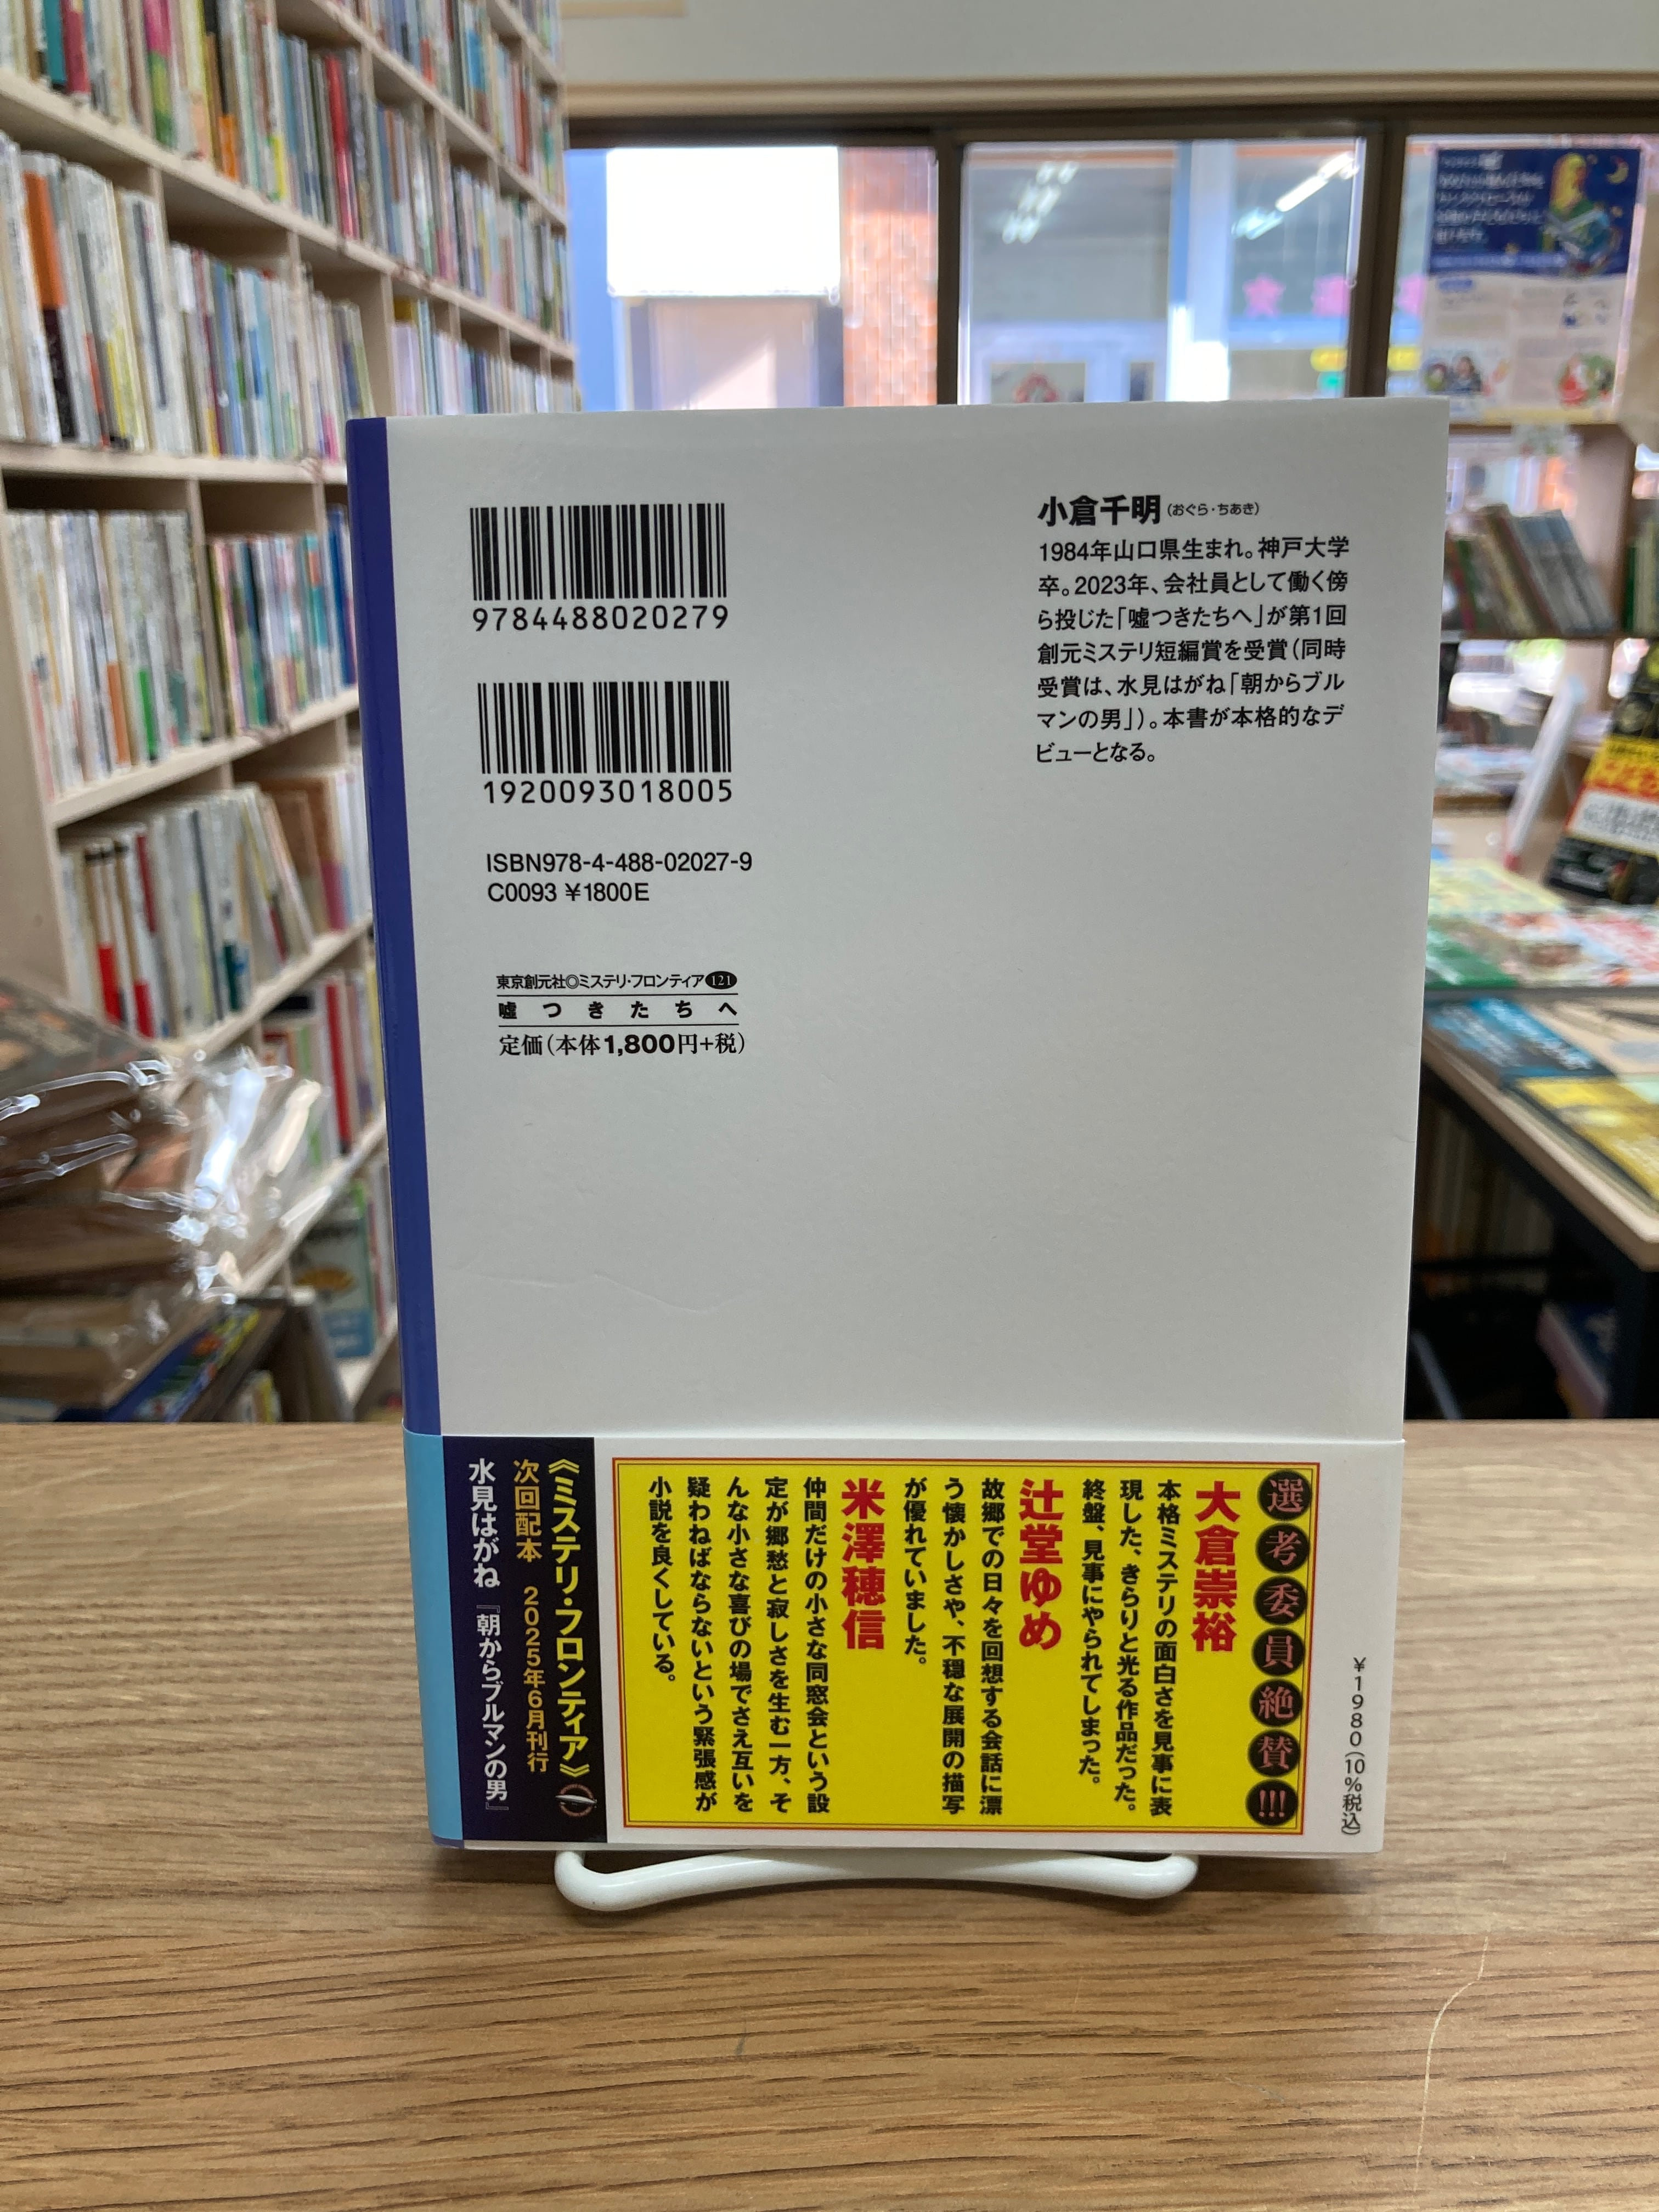 9784488020279
1920093018005
ISBN978-4-488-02027-9
C0093 ¥1800E
東京創元社◎ミステリ・フロンティア 121
嘘つきたちへ
定価(本体1,800円+税)
小倉千明(おぐら・ちあき)
1984年山口県生まれ。神戸大学
卒。2023年、会社員として働く傍
ら投じた「嘘つきたちへ」が第1回
創元ミステリ短編賞を受賞(同時
受賞は、水見はがね「朝からブル
マンの男」)。本書が本格的なデ
ビューとなる。
¥1980(10%税込)
選考委員絶賛!!!
大倉崇裕
本格ミステリの面白さを見事に表
現した、きらりと光る作品だった。
終盤、見事にやられてしまった。
辻堂ゆめ
故郷での日々を回想する会話に漂
う懐かしさや、不穏な展開の描写
が優れていました。
米澤穂信
仲間だけの小さな同窓会という設
定が郷愁と寂しさを生む一方、そ
んな小さな喜びの場でさえ互いを
疑わねばならないという緊張感が
小説を良くしている。
《ミステリ・フロンティア》
次回配本 2025年6月刊行
水見はがね『朝からブルマンの男』